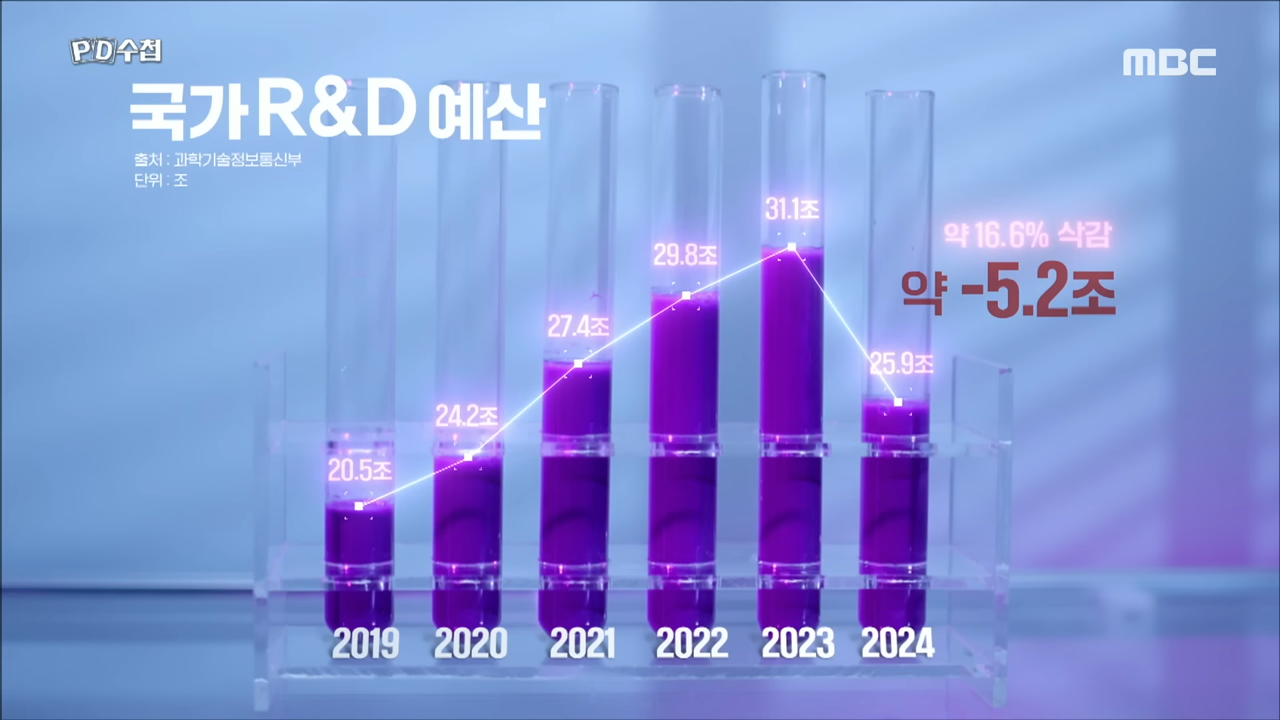 PD수첩
MBC
국가 R&D 예산
출처 : 과학기술정보통신부
단위 : 조
31.1조
약 16.6% 삭감
29.8조
약 -5.2조
27.4조
25.9조
24.2조
20.5조
2019 2020 2021 2022 2023 2024